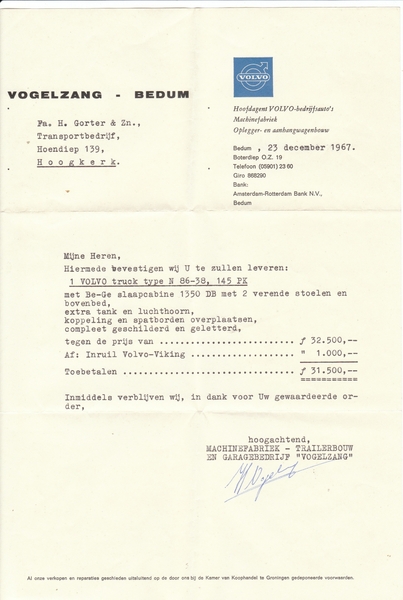 VOLVO
VOGELZANG - BEDUM
Hoofdagent VOLVO-bedrijfsauto's
Machinefabriek
Oplegger- en aanhangwagenbouw
Fa. H. Gorter & Zn.,
Transportbedrijf,
Hoendiep 139,
Hoogkerk.
Bedum , 23 december 1967.
Boterdiep O.Z. 19
Telefoon (05901) 23 60
Giro 868290
Bank:
Amsterdam-Rotterdam Bank N.V.,
Bedum
Mijne Heren,
Hiermede bevestigen wij U te zullen leveren:
1 VOLVO truck type N 86-38, 145 PK
met Be-Ge slaapcabine 1350 DB met 2 verende stoelen en
bovenbed,
extra tank en luchthoorn,
koppeling en spatborden overplaatsen,
compleet geschilderd en geletterd,
tegen de prijs van ........................ ƒ 32.500,--
Af: Inruil Volvo-Viking ................... " 1.000,--
Toebetalen ................................ ƒ 31.500,--
===========
Inmiddels verblijven wij, in dank voor Uw gewaardeerde or-
der,
hoogachtend,
MACHINEFABRIEK - TRAILERBOUW
EN GARAGEBEDRIJF "VOGELZANG"
Al onze verkopen en reparaties geschieden uitsluitend op de door ons bij de Kamer van Koophandel te Groningen gedeponeerde voorwaarden.